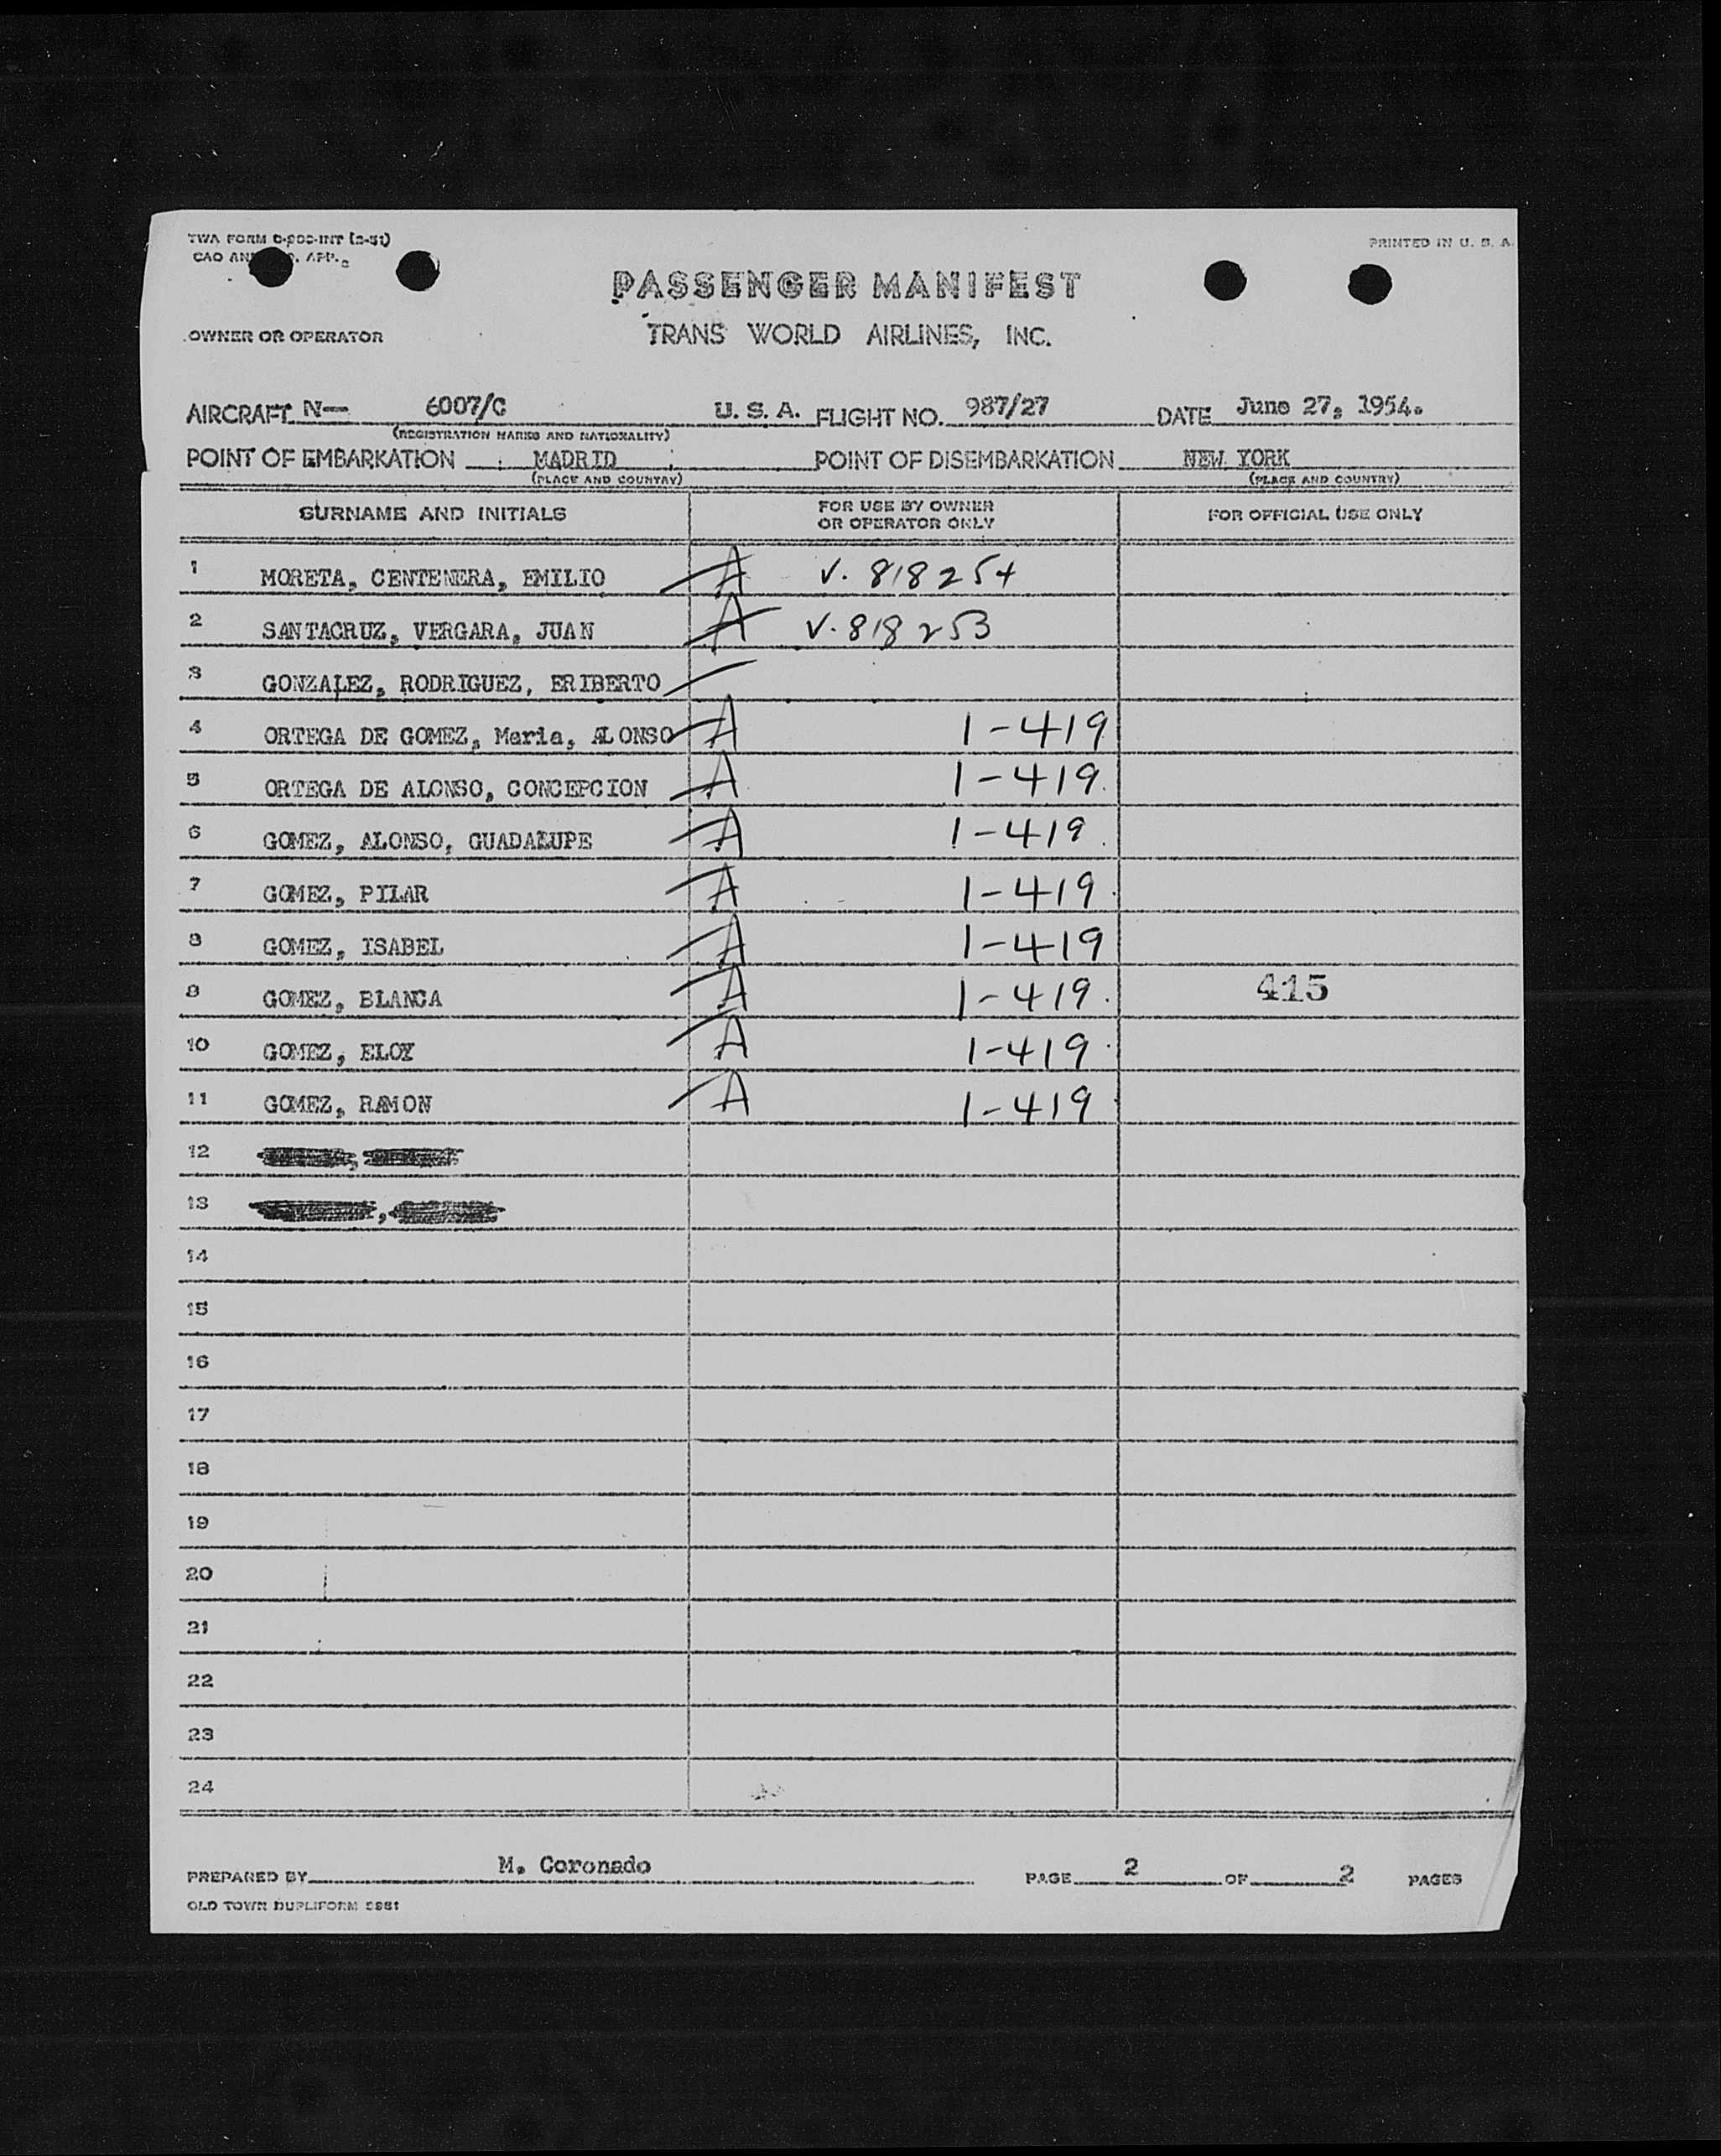 TWA FORM
PRINTED IN U. S. A.
PASSENGER MANIFEST
OWNER OR OPERATOR
TRANS WORLD AIRLINES, INC.
AIRCRAFT N— 6007/C U. S. A. FLIGHT NO. 987/27 DATE June 27, 1954.
(REGISTRATION MARKS AND NATIONALITY)
POINT OF EMBARKATION MADRID POINT OF DISEMBARKATION NEW YORK
(PLACE AND COUNTRY) (PLACE AND COUNTRY)
SURNAME AND INITIALS FOR USE BY OWNER OR OPERATOR ONLY FOR OFFICIAL USE ONLY
1 MORETA, CENTENERA, EMILIO A V. 818254
2 SANTACRUZ, VERGARA, JUAN A V. 818253
3 GONZALEZ, RODRIGUEZ, ERIBERTO
4 ORTEGA DE GOMEZ, Maria, ALONSO A 1-419
5 ORTEGA DE ALONSO, CONCEPCION A 1-419
6 GOMEZ, ALONSO, GUADALUPE A 1-419
7 GOMEZ, PILAR A 1-419
8 GOMEZ, ISABEL A 1-419
9 GOMEZ, BLANCA A 1-419 415
10 GOMEZ, ELOY A 1-419
11 GOMEZ, RAMON A 1-419
12
13
14
15
16
17
18
19
20
21
22
23
24
PREPARED BY M. Coronado PAGE 2 OF 2 PAGES
OLD TOWN DUPLIFORM